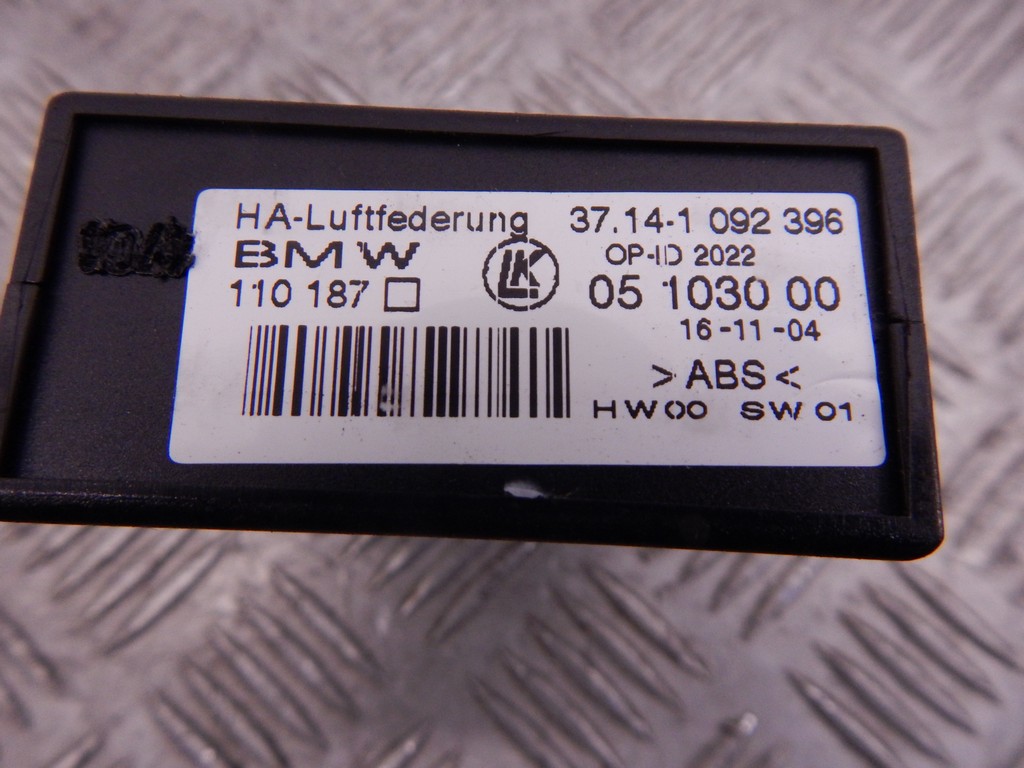 HA-Luftfederung 37.14-1 092 396
BMW LK OP-ID 2022
110 187 05 1030 00
16-11-04
>ABS<
HW00 SW01